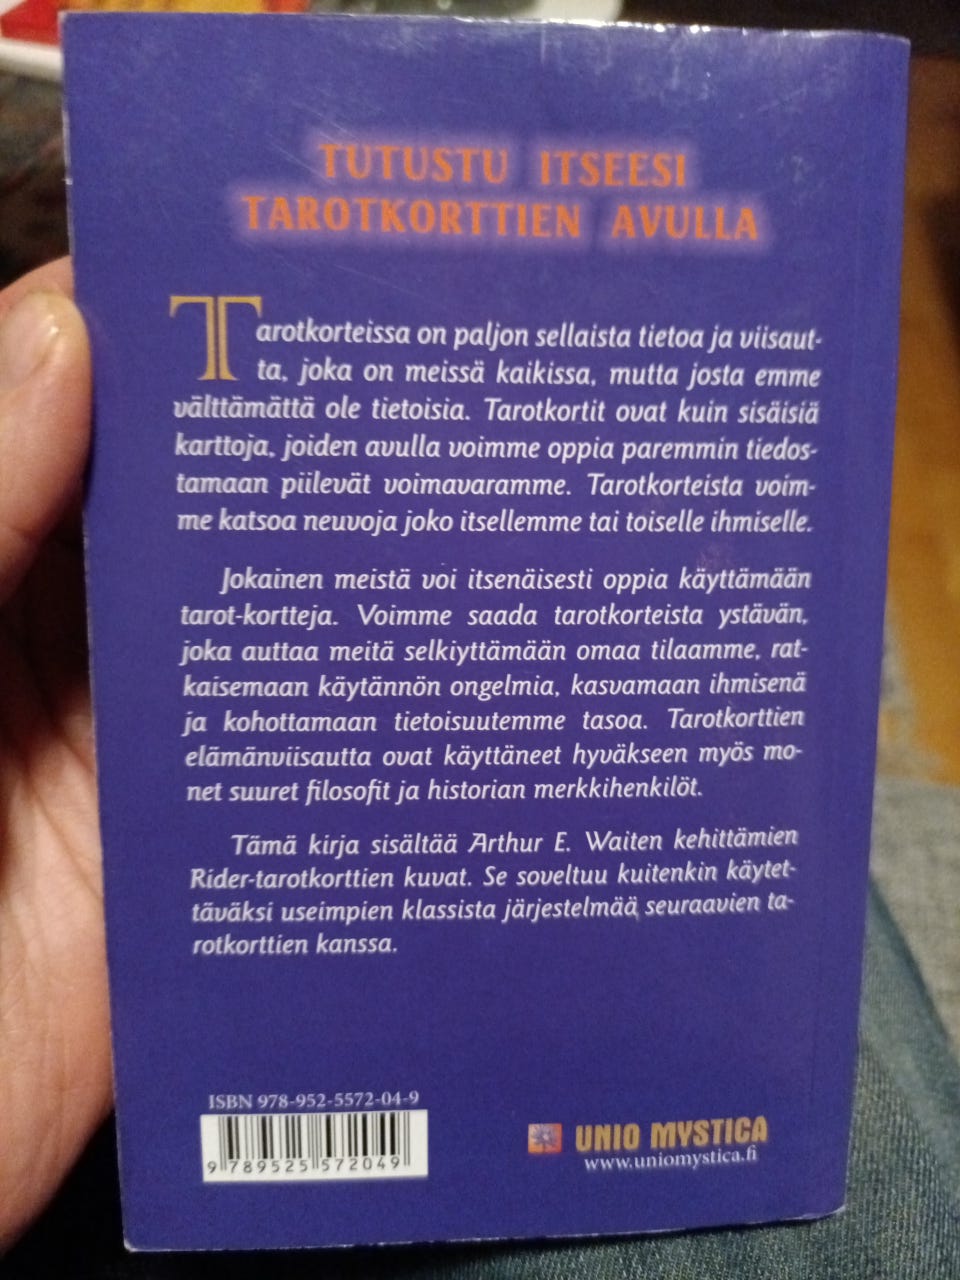 TUTUSTU ITSEESI
TAROTKORTTIEN AVULLA
Tarotkorteissa on paljon sellaista tietoa ja viisaut-
ta, joka on meissä kaikissa, mutta josta emme
välttämättä ole tietoisia. Tarotkortit ovat kuin sisäisiä
karttoja, joiden avulla voimme oppia paremmin tiedos-
tamaan piilevät voimavaramme. Tarotkorteista voim-
me katsoa neuvoja joko itsellemme tai toiselle ihmiselle.
Jokainen meistä voi itsenäisesti oppia käyttämään
tarot-kortteja. Voimme saada tarotkorteista ystävän,
joka auttaa meitä selkiyttämään omaa tilaamme, rat-
kaisemaan käytännön ongelmia, kasvamaan ihmisenä
ja kohottamaan tietoisuutemme tasoa. Tarotkorttien
elämänviisautta ovat käyttäneet hyväkseen myös mo-
net suuret filosofit ja historian merkkihenkilöt.
Tämä kirja sisältää Arthur E. Waiten kehittämien
Rider-tarotkorttien kuvat. Se soveltuu kuitenkin käytet-
täväksi useimpien klassista järjestelmää seuraavien ta-
rotkorttien kanssa.
ISBN 978-952-5572-04-9
9 789525 572049
UNIO MYSTICA
www.uniomystica.fi